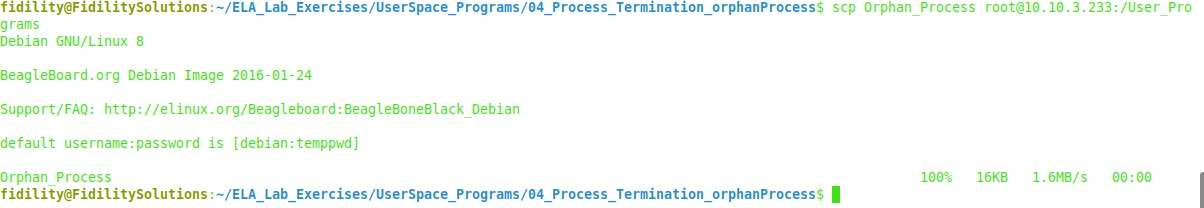 fidility@FidilitySolutions:~/ELA_Lab_Exercises/UserSpace_Programs/04_Process_Termination_orphanProcess$ scp Orphan_Process root@10.10.3.233:/User_Pro
grams
Debian GNU/Linux 8
BeagleBoard.org Debian Image 2016-01-24
Support/FAQ: http://elinux.org/Beagleboard:BeagleBoneBlack_Debian
default username:password is [debian:temppwd]
Orphan_Process 100% 16KB 1.6MB/s 00:00
fidility@FidilitySolutions:~/ELA_Lab_Exercises/UserSpace_Programs/04_Process_Termination_orphanProcess$